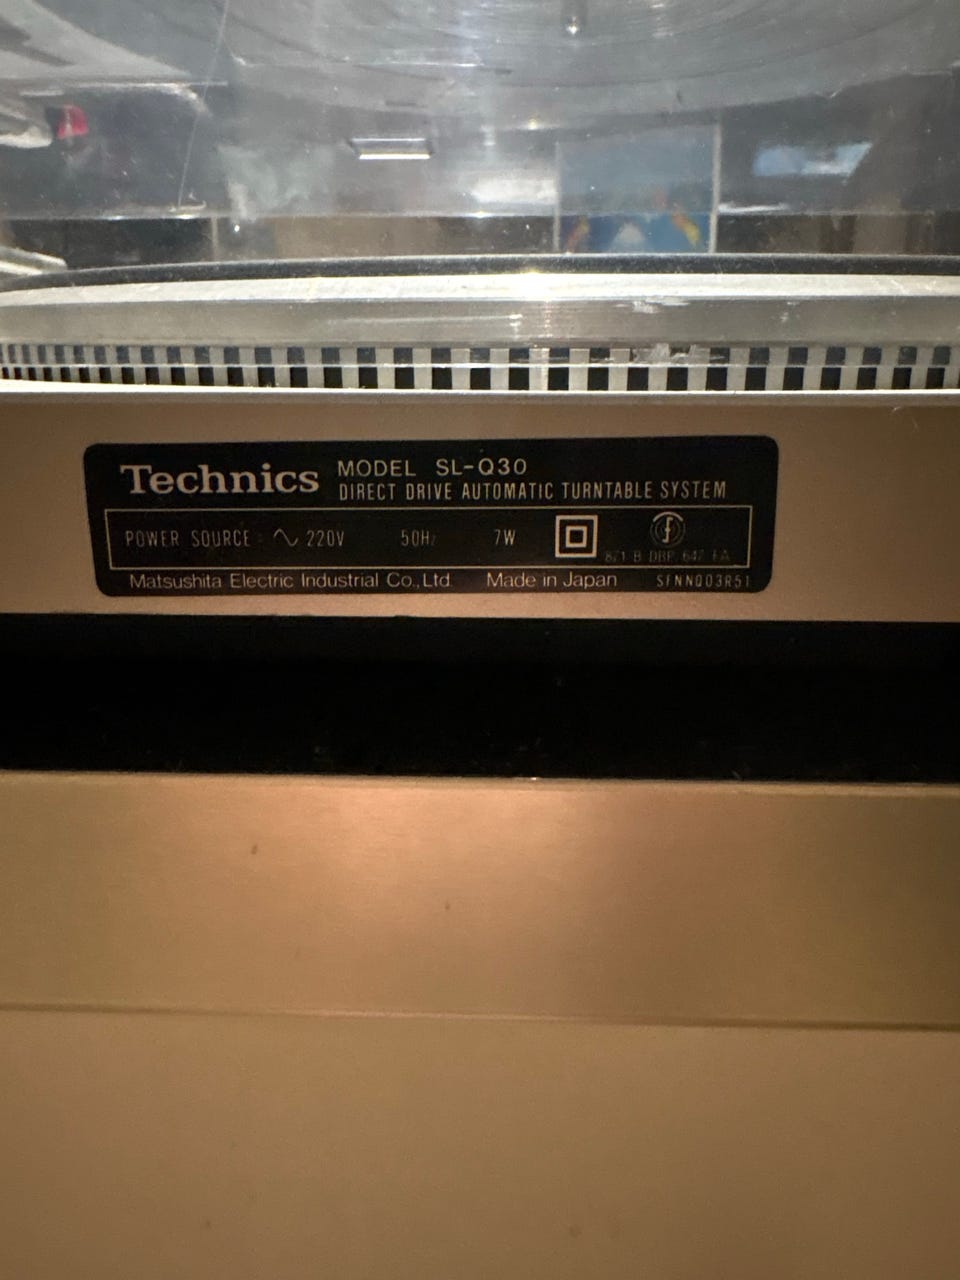 Technics MODEL SL-Q30
DIRECT DRIVE AUTOMATIC TURNTABLE SYSTEM
POWER SOURCE : ∿ 220V 50Hz 7W
Matsushita Electric Industrial Co., Ltd. Made in Japan SFNNQ03R51